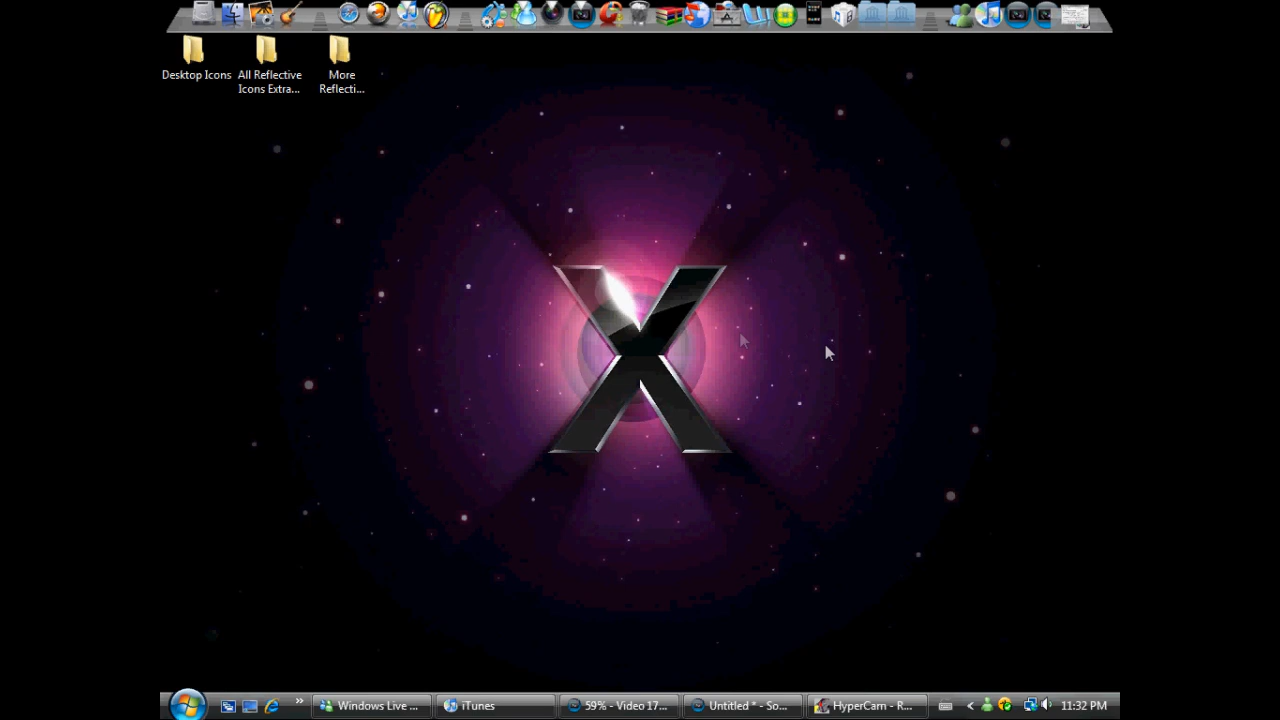 Desktop Icons
All Reflective
Icons Extra...
More
Reflecti...
X
Windows Live ...
iTunes
59% - Video 17...
Untitled * - So...
HyperCam - R...
11:32 PM